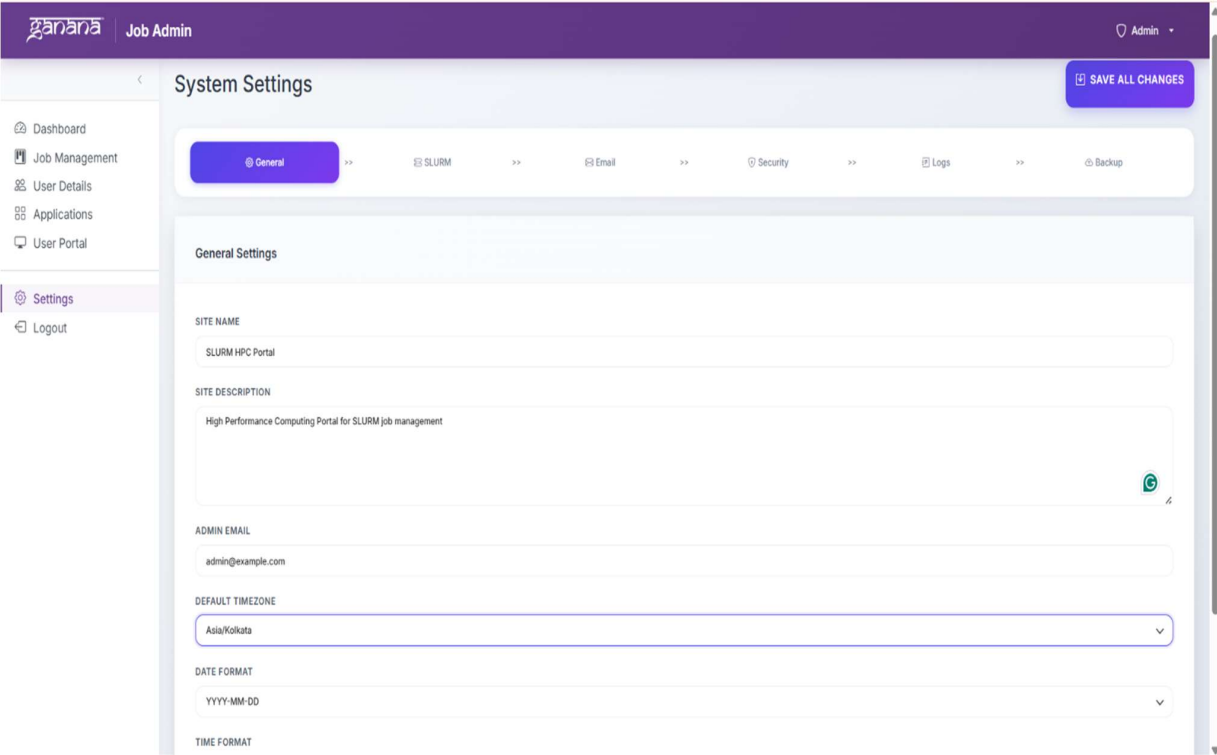 ganana Job Admin
Admin
System Settings
SAVE ALL CHANGES
Dashboard
Job Management
User Details
Applications
User Portal
Settings
Logout
General >> SLURM >> Email >> Security >> Logs >> Backup
General Settings
SITE NAME
SLURM HPC Portal
SITE DESCRIPTION
High Performance Computing Portal for SLURM job management
ADMIN EMAIL
admin@example.com
DEFAULT TIMEZONE
Asia/Kolkata
DATE FORMAT
YYYY-MM-DD
TIME FORMAT